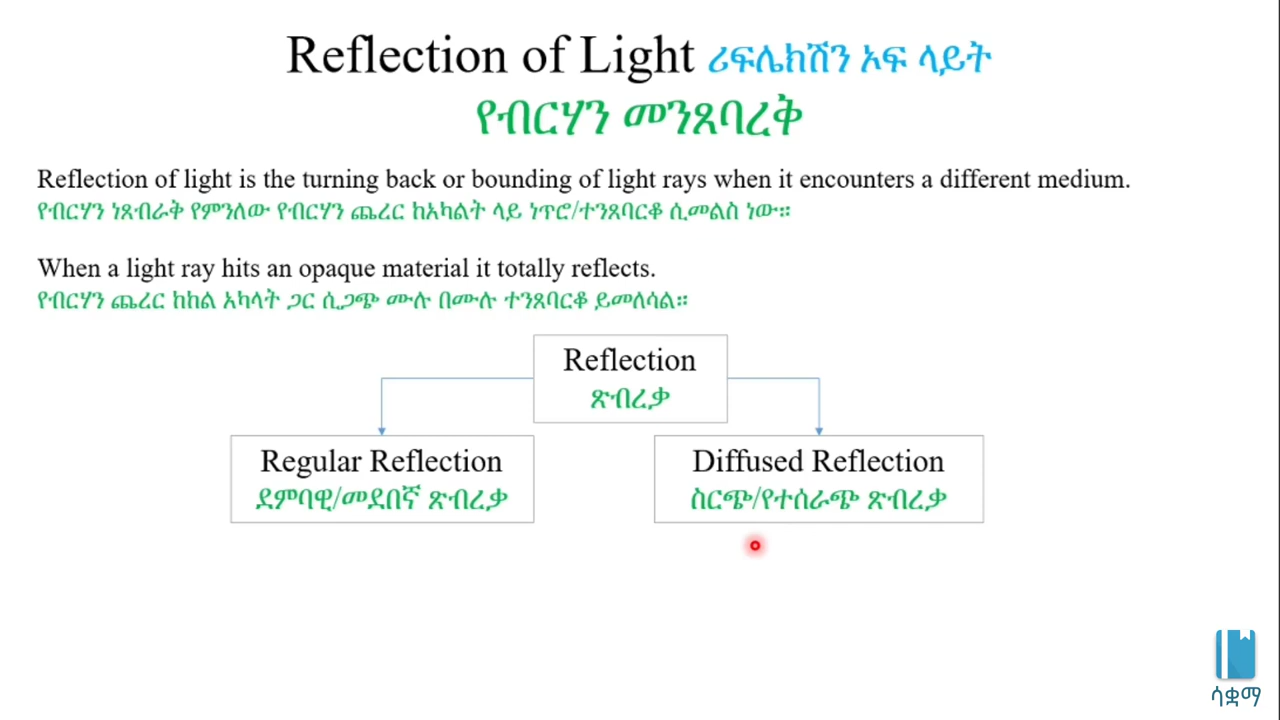 Reflection of Light ሪፍሌክሽን ኦፍ ላይት
የብርሃን መንጸባረቅ
Reflection of light is the turning back or bounding of light rays when it encounters a different medium.
የብርሃን ነጸብራቅ የምንለው የብርሃን ጨረር ከአካልት ላይ ነጥሮ/ተንጸባርቆ ሲመልስ ነው።
When a light ray hits an opaque material it totally reflects.
የብርሃን ጨረር ከከል አካላት ጋር ሲጋጭ ሙሉ በሙሉ ተንጸባርቆ ይመለሳል።
Reflection
ጽብረቃ
Regular Reflection
ደምባዊ/መደበኛ ጽብረቃ
Diffused Reflection
ስርጭ/የተሰራጭ ጽብረቃ
ሳቋማ